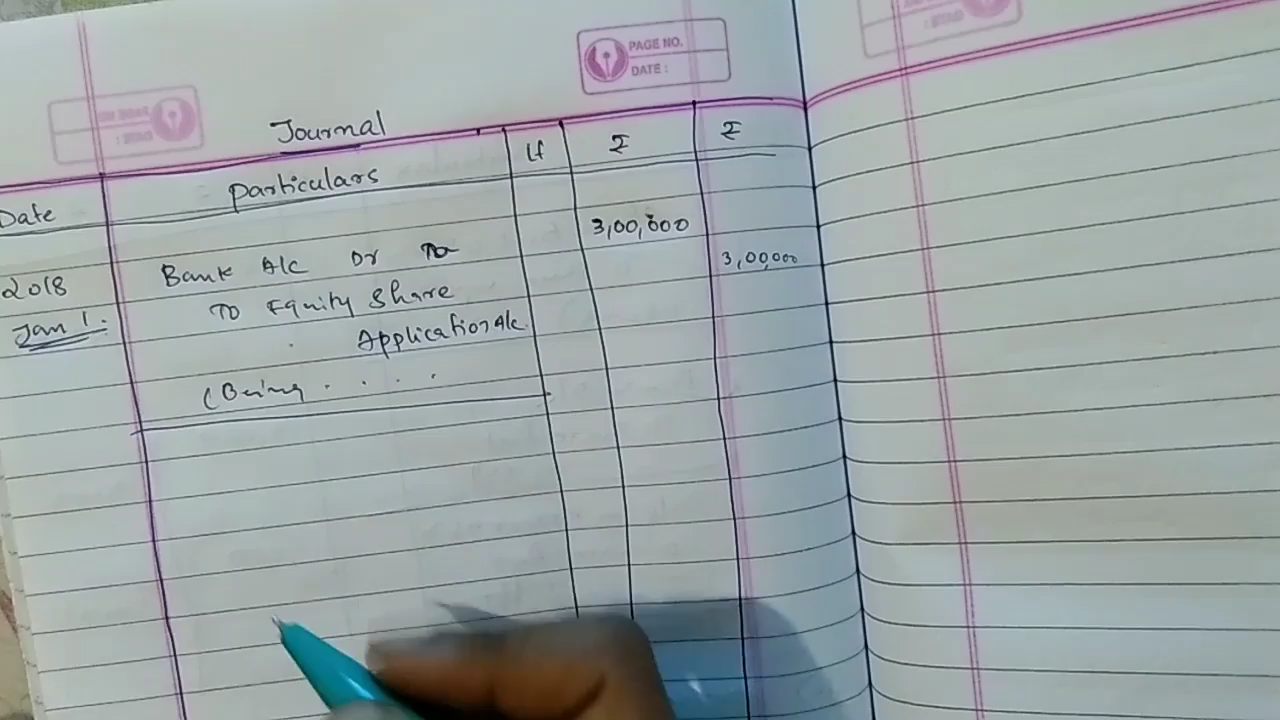 PAGE NO.
DATE :
Journal
Date Particulars LF ₹ ₹
2018 Bank A/c Dr To 3,00,000
Jan 1. To Equity Share 3,00,000
Application A/c.
(Being . . . .